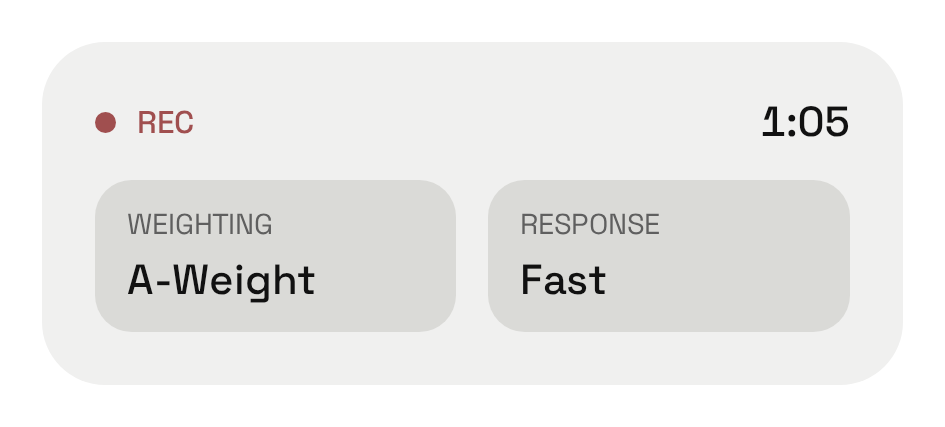 REC
1:05
WEIGHTING
A-Weight
RESPONSE
Fast